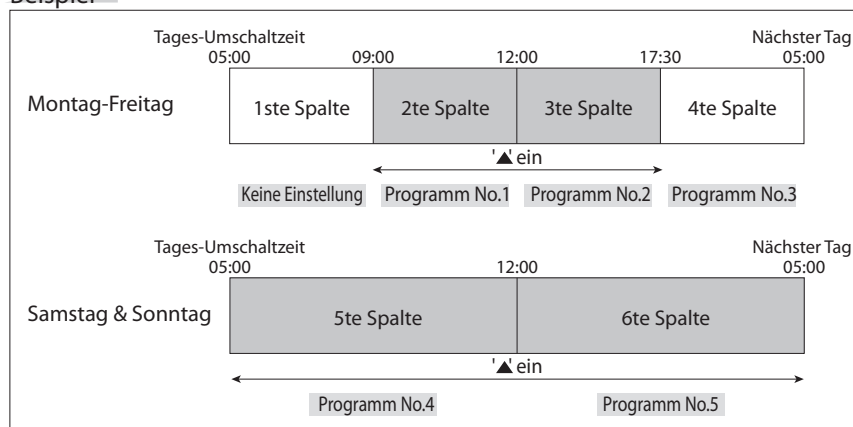 Beispiel
Tages-Umschaltzeit Nächster Tag
05:00 09:00 12:00 17:30 05:00
Montag-Freitag 1ste Spalte 2te Spalte 3te Spalte 4te Spalte
'▲' ein
Keine Einstellung Programm No.1 Programm No.2 Programm No.3
Tages-Umschaltzeit Nächster Tag
05:00 12:00 05:00
Samstag & Sonntag 5te Spalte 6te Spalte
'▲' ein
Programm No.4 Programm No.5